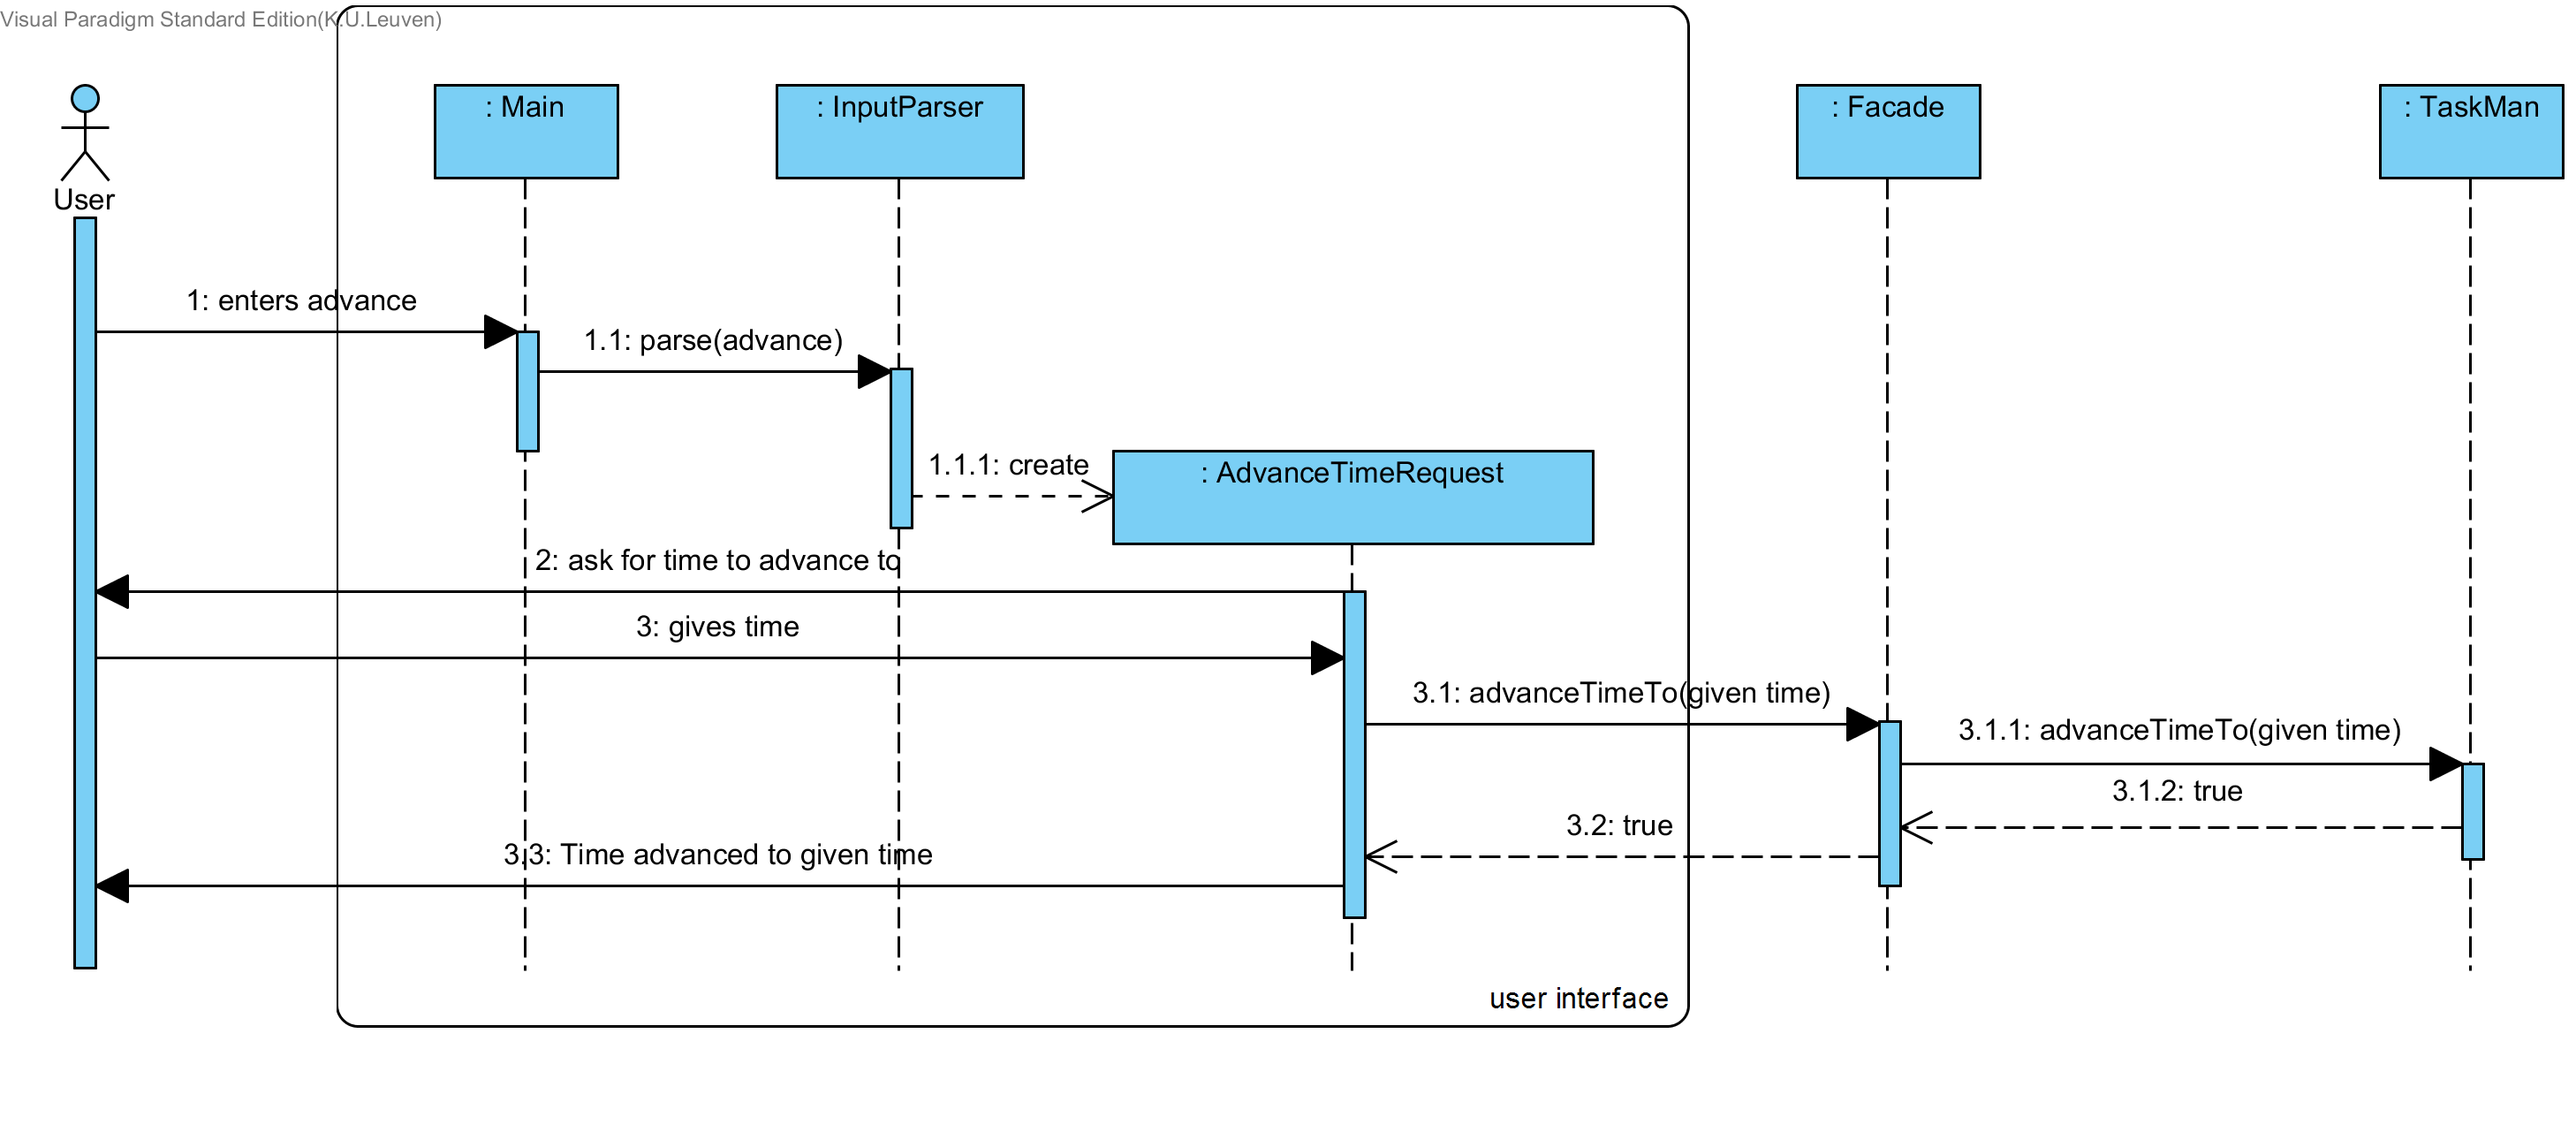 Visual Paradigm Standard Edition(K.U.Leuven)
: Main
: InputParser
: Facade
: TaskMan
User
1: enters advance
1.1: parse(advance)
1.1.1: create
: AdvanceTimeRequest
2: ask for time to advance to
3: gives time
3.1: advanceTimeTo(given time)
3.1.1: advanceTimeTo(given time)
3.1.2: true
3.2: true
3.3: Time advanced to given time
user interface